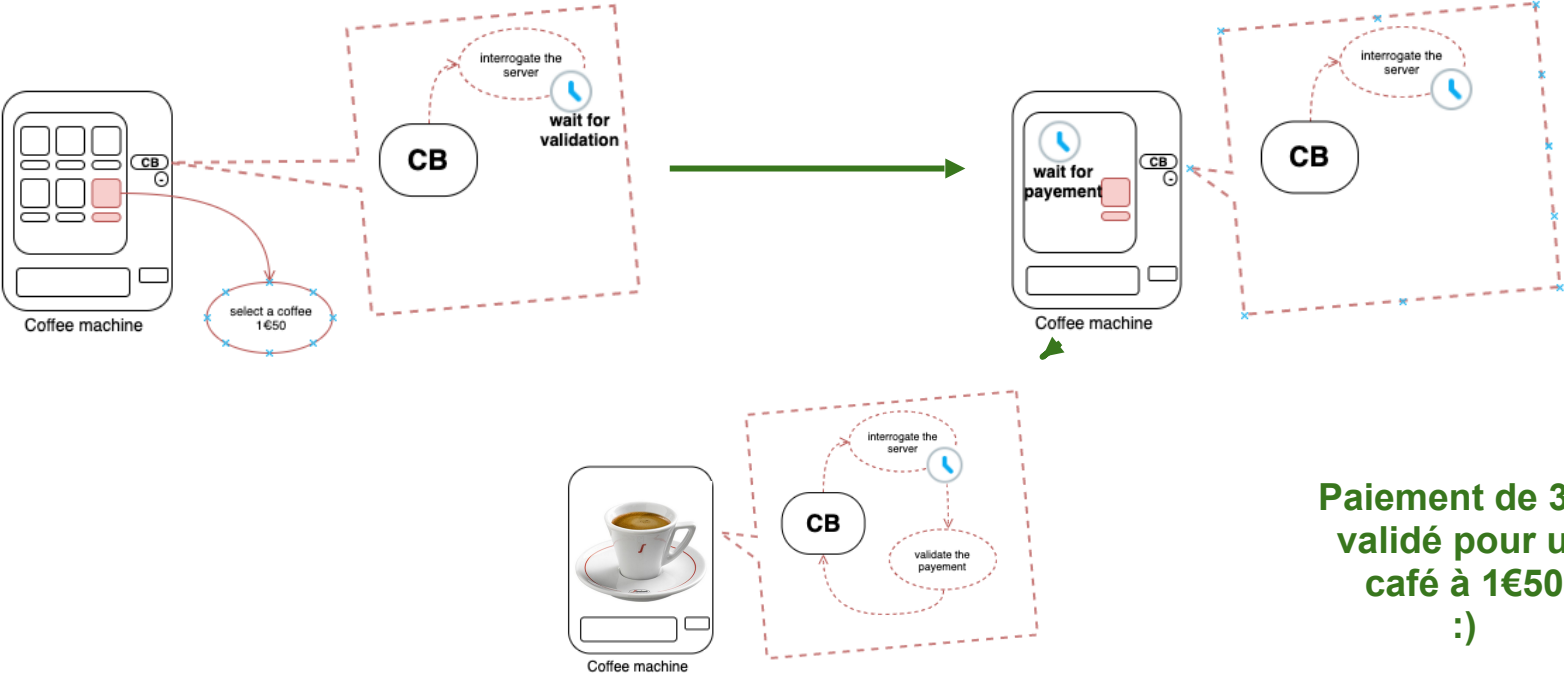 interrogate the
server
wait for
validation
CB
CB
select a coffee
1€50
Coffee machine
interrogate the
server
wait for
payement
CB
CB
Coffee machine
interrogate the
server
CB
validate the
payement
Coffee machine
Paiement de 3
validé pour u
café à 1€50
:)